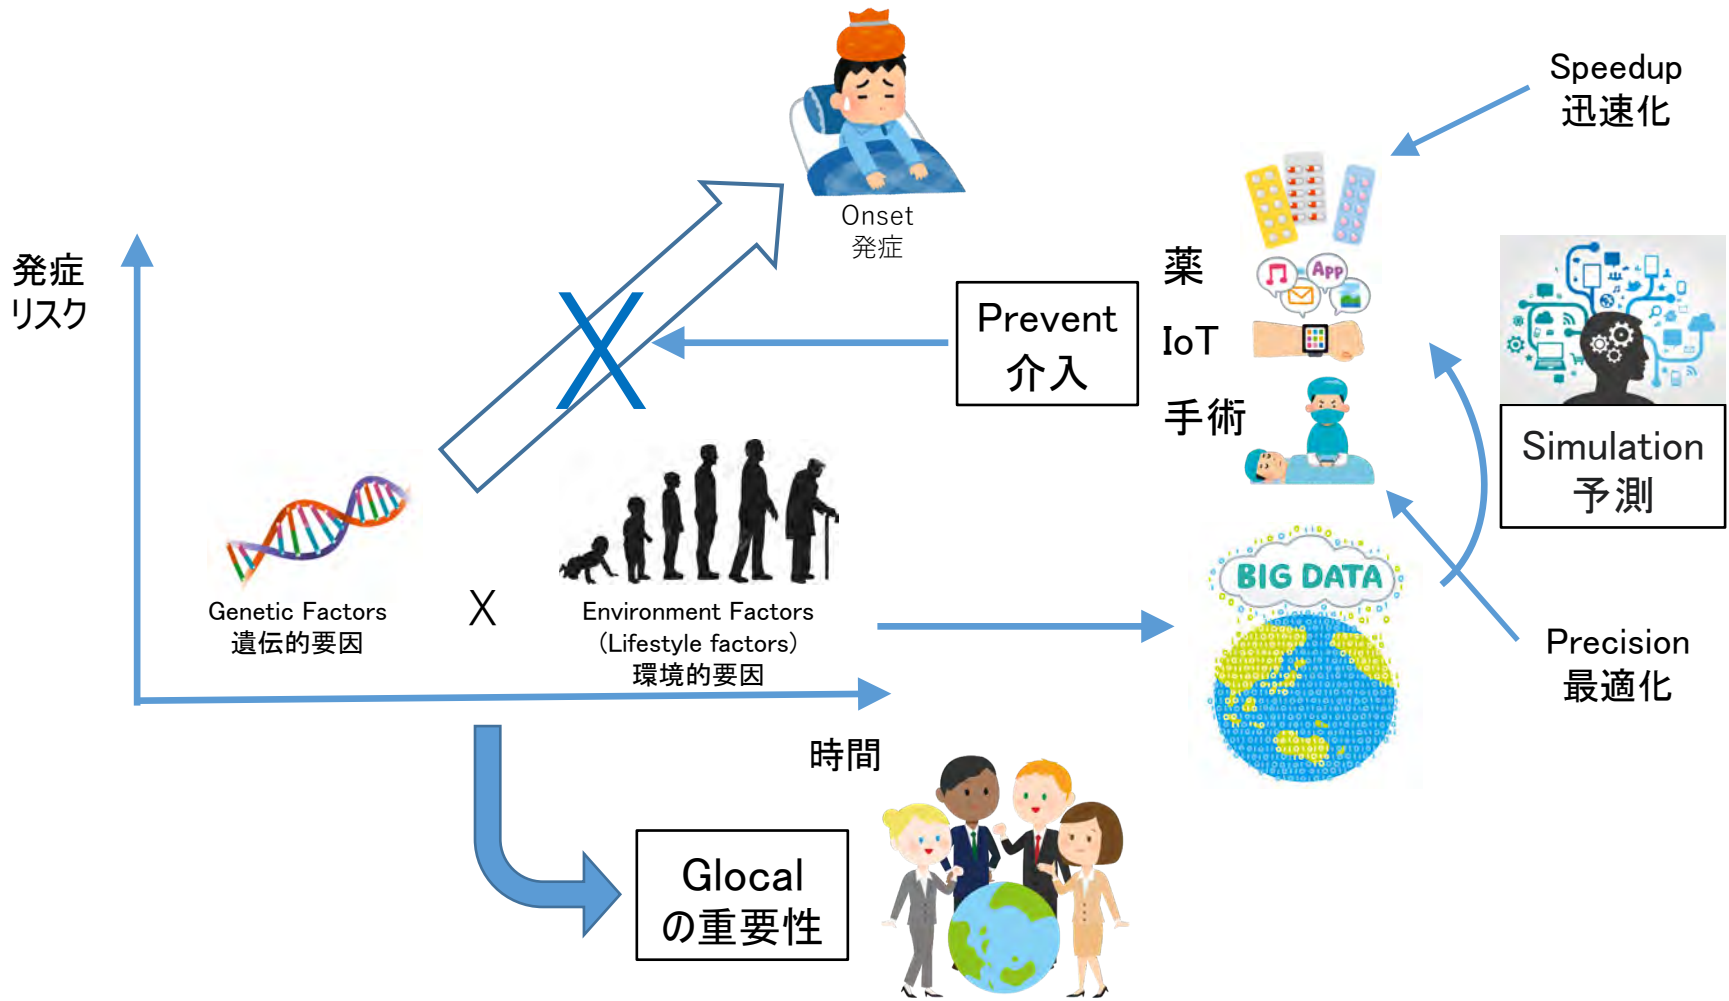 Speedup
迅速化
Onset
発症
発症
リスク
薬
App
IoT
手術
Prevent
介入
Simulation
予測
BIG DATA
Genetic Factors
遺伝的要因
X
Environment Factors
(Lifestyle factors)
環境的要因
Precision
最適化
時間
Glocal
の重要性